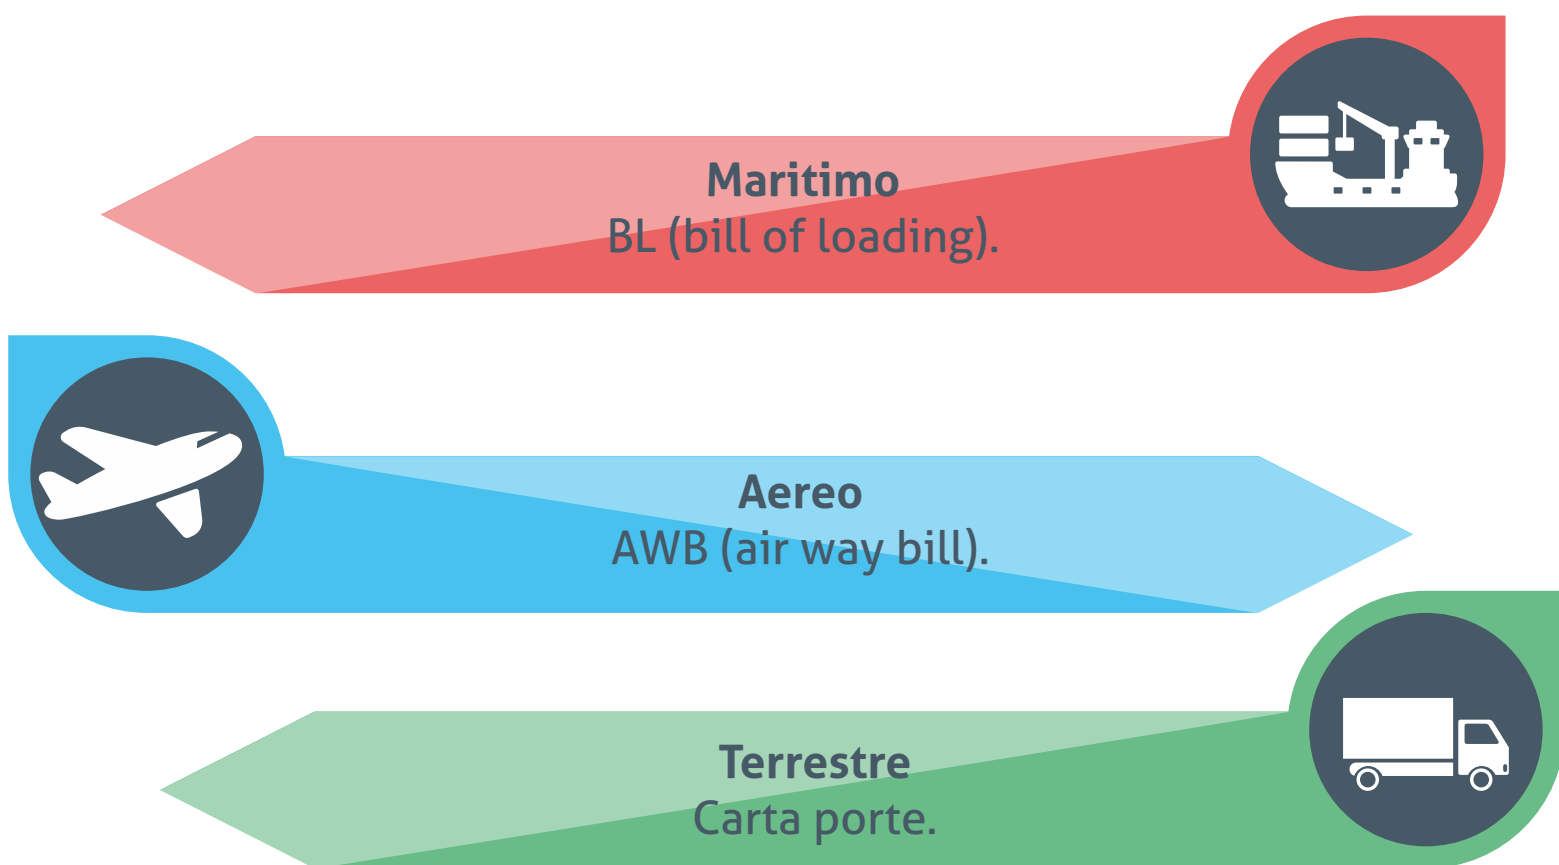 Maritimo
BL (bill of loading).
Aereo
AWB (air way bill).
Terrestre
Carta porte.